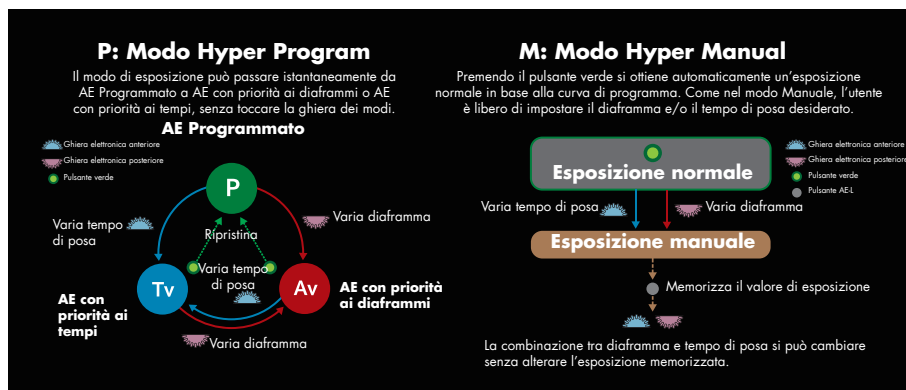 P: Modo Hyper Program
Il modo di esposizione può passare istantaneamente da
AE Programmato a AE con priorità ai diaframmi o AE
con priorità ai tempi, senza toccare la ghiera dei modi.
AE Programmato
Ghiera elettronica anteriore
Ghiera elettronica posteriore
Pulsante verde
P
Varia tempo
di posa
Varia diaframma
Ripristina
Varia tempo
di posa
Tv
Av
AE con
priorità ai
tempi
AE con priorità
ai diaframmi
Varia diaframma
M: Modo Hyper Manual
Premendo il pulsante verde si ottiene automaticamente un'esposizione
normale in base alla curva di programma. Come nel modo Manuale, l'utente
è libero di impostare il diaframma e/o il tempo di posa desiderato.
Ghiera elettronica anteriore
Ghiera elettronica posteriore
Pulsante verde
Pulsante AE-L
Esposizione normale
Varia tempo di posa
Varia diaframma
Esposizione manuale
Memorizza il valore di esposizione
La combinazione tra diaframma e tempo di posa si può cambiare
senza alterare l'esposizione memorizzata.